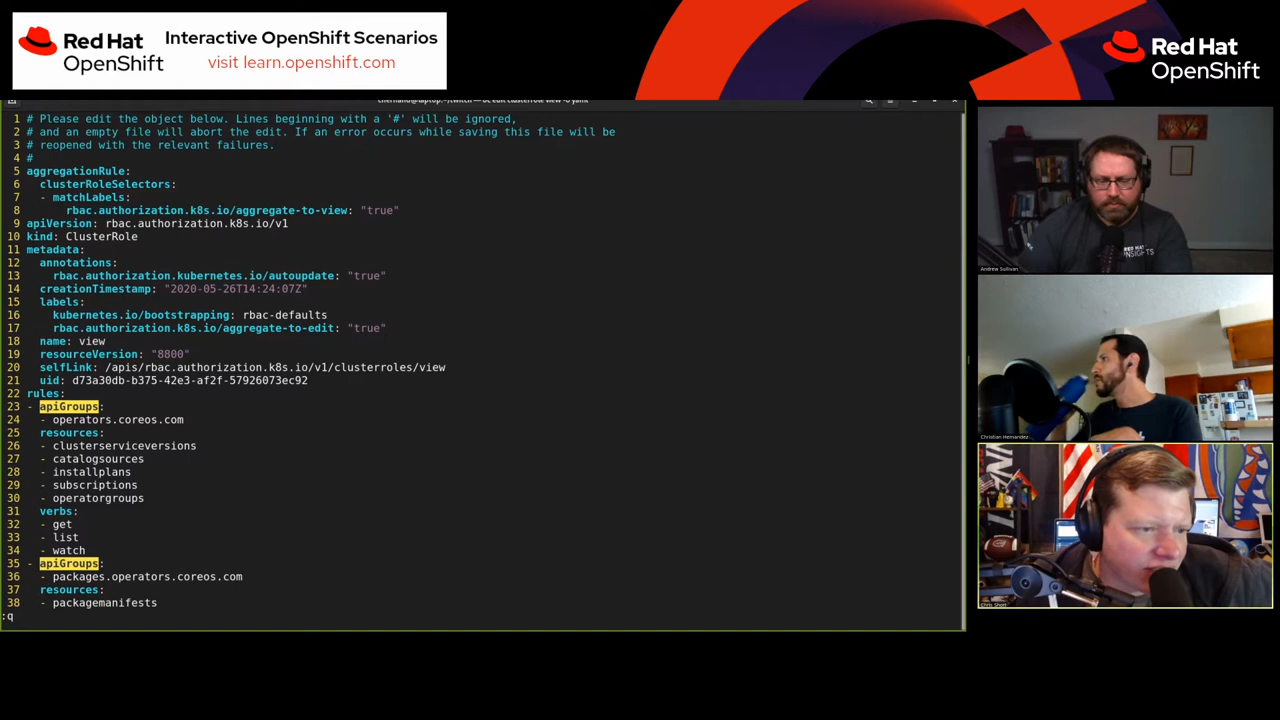 Red Hat
OpenShift
Interactive OpenShift Scenarios
visit learn.openshift.com
Red Hat
OpenShift
1 # Please edit the object below. Lines beginning with a '#' will be ignored,
2 # and an empty file will abort the edit. If an error occurs while saving this file will be
3 # reopened with the relevant failures.
4 #
5 aggregationRule:
6 clusterRoleSelectors:
7 - matchLabels:
8 rbac.authorization.k8s.io/aggregate-to-view: "true"
9 apiVersion: rbac.authorization.k8s.io/v1
10 kind: ClusterRole
11 metadata:
12 annotations:
13 rbac.authorization.kubernetes.io/autoupdate: "true"
14 creationTimestamp: "2020-05-26T14:24:07Z"
15 labels:
16 kubernetes.io/bootstrapping: rbac-defaults
17 rbac.authorization.k8s.io/aggregate-to-edit: "true"
18 name: view
19 resourceVersion: "8800"
20 selfLink: /apis/rbac.authorization.k8s.io/v1/clusterroles/view
21 uid: d73a30db-b375-42e3-af2f-57926073ec92
22 rules:
23 - apiGroups:
24 - operators.coreos.com
25 resources:
26 - clusterserviceversions
27 - catalogsources
28 - installplans
29 - subscriptions
30 - operatorgroups
31 verbs:
32 - get
33 - list
34 - watch
35 - apiGroups:
36 - packages.operators.coreos.com
37 resources:
38 - packagemanifests
:q
Andrew Sullivan
RED HAT
Christian Hernandez
Chris Short